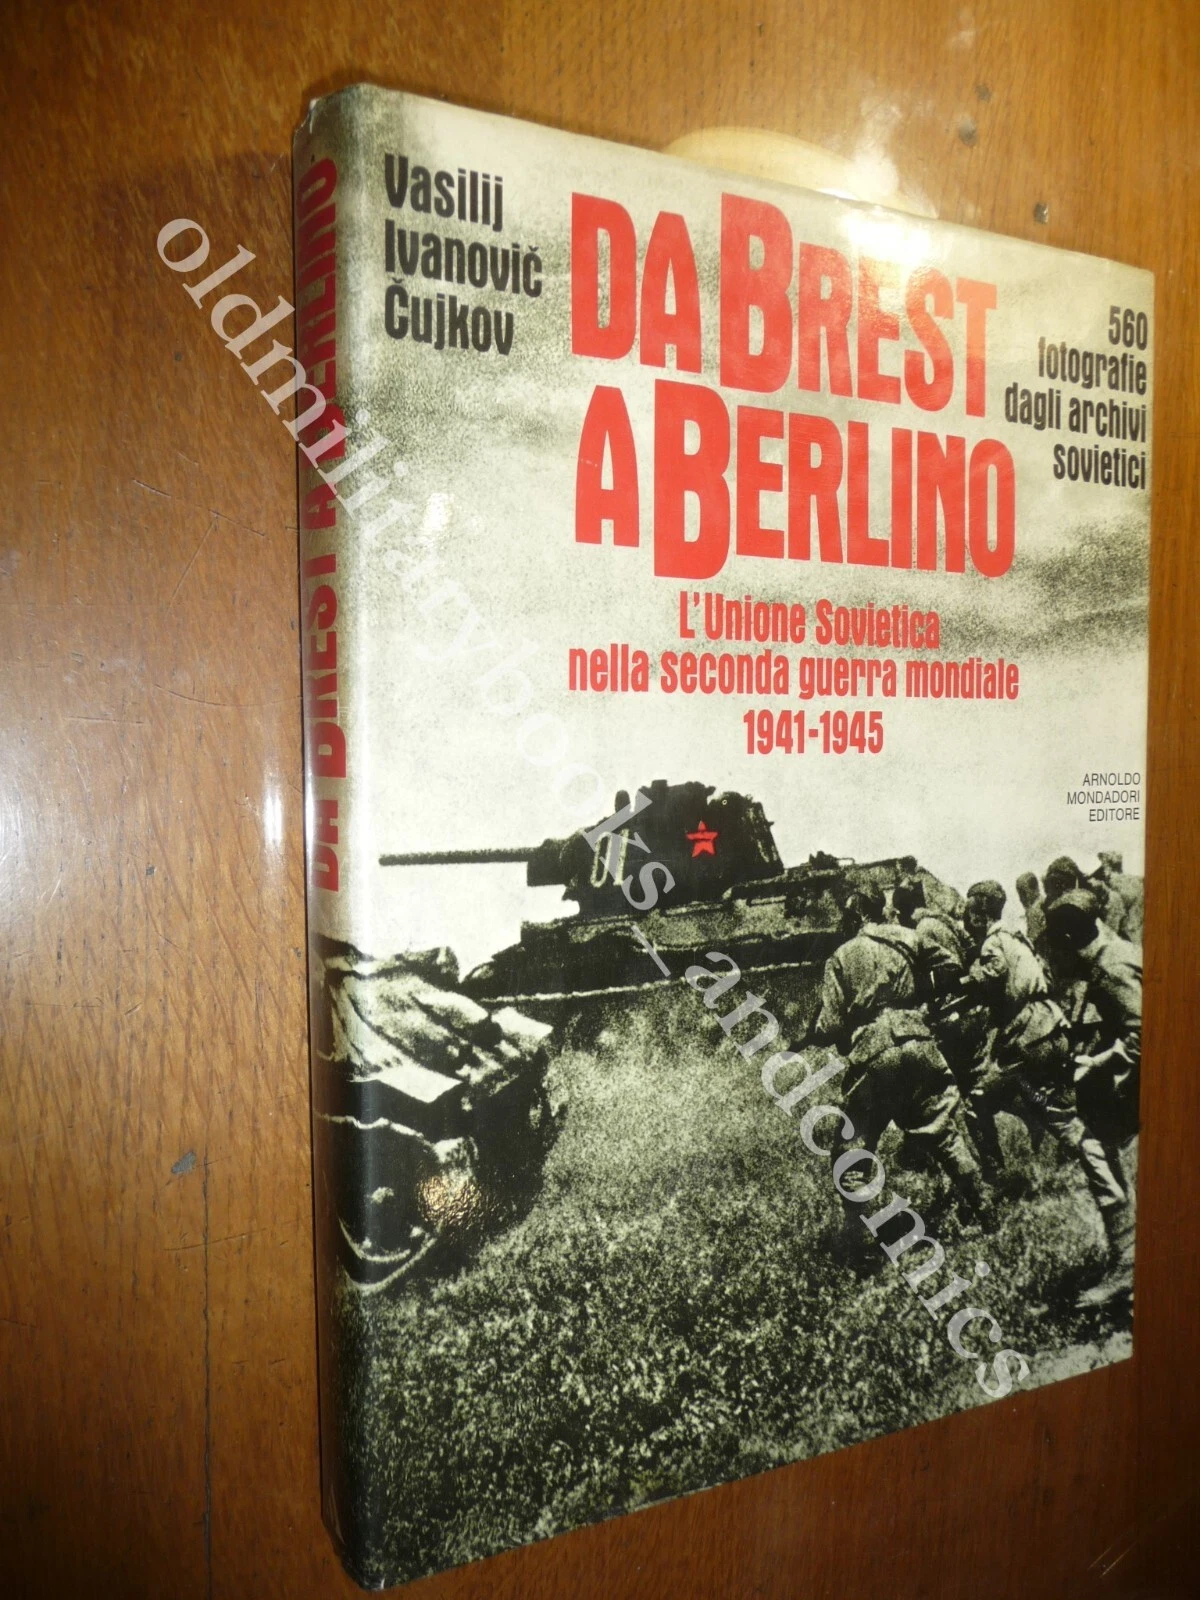 Vasilij
Ivanovič
Čujkov
DA BREST
A BERLINO
560
fotografie
dagli archivi
sovietici
L'Unione Sovietica
nella seconda guerra mondiale
1941-1945
ARNOLDO
MONDADORI
EDITORE
DA BREST A BERLINO
oldmilitarybooks_andcomics